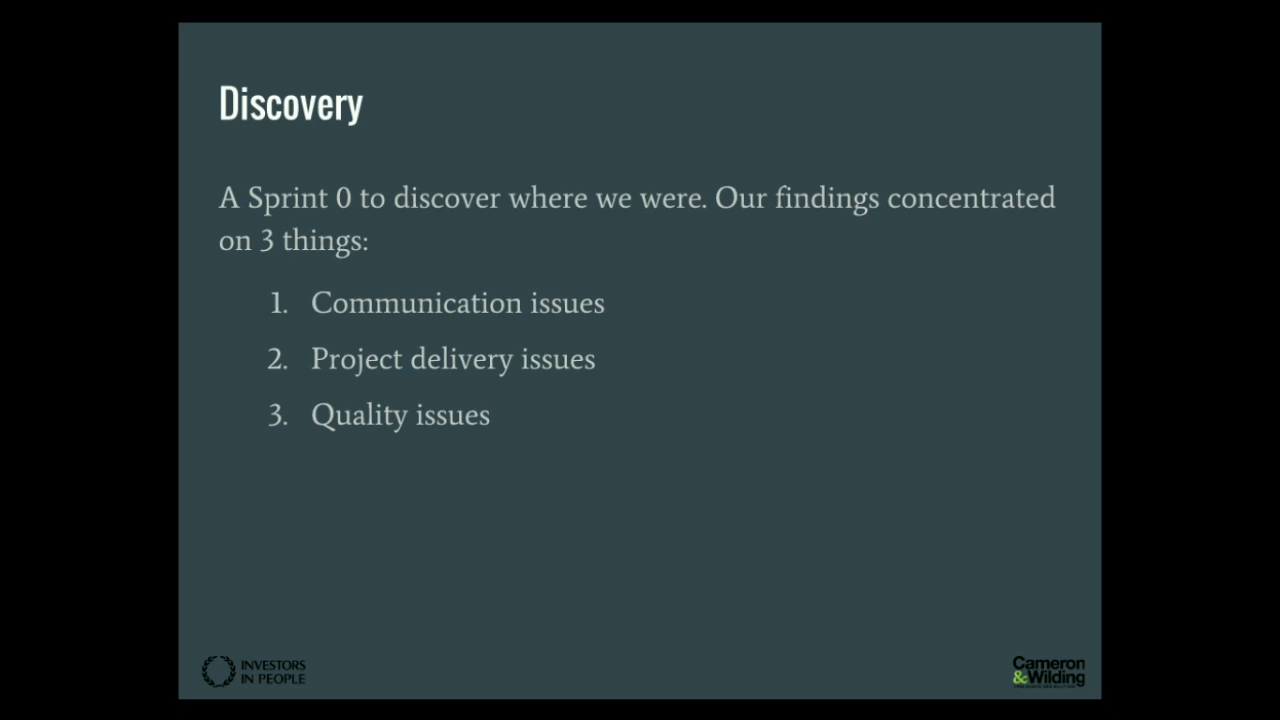 Discovery
A Sprint 0 to discover where we were. Our findings concentrated
on 3 things:
1. Communication issues
2. Project delivery issues
3. Quality issues
INVESTORS
IN PEOPLE
Cameron
&Wilding